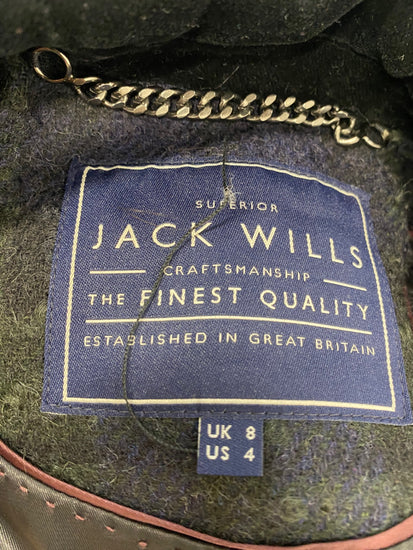 SUPERIOR
JACK WILLS
CRAFTSMANSHIP
THE FINEST QUALITY
ESTABLISHED IN GREAT BRITAIN
UK 8
US 4